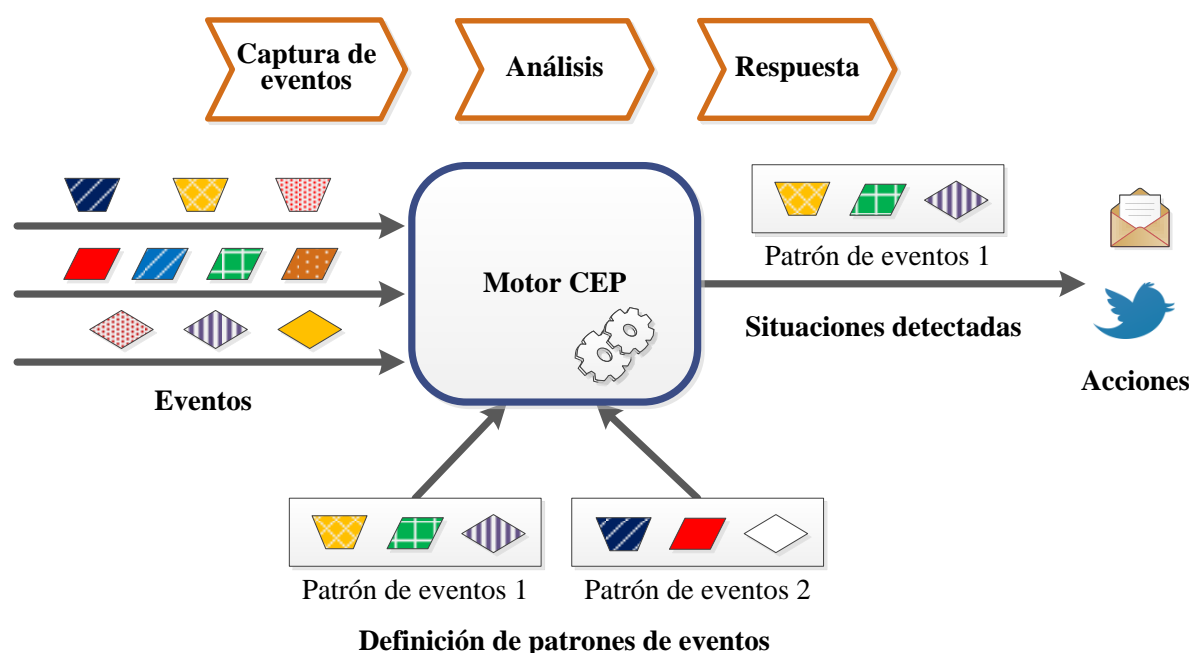 Captura de
eventos
Análisis
Respuesta
Patrón de eventos 1
Motor CEP
Situaciones detectadas
Eventos
Acciones
Patrón de eventos 1
Patrón de eventos 2
Definición de patrones de eventos